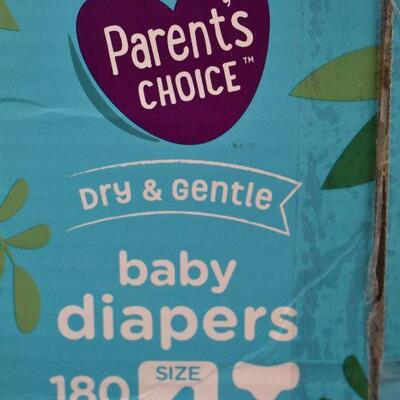 Parent's
CHOICE™
Dry & Gentle
baby
diapers
SIZE
180